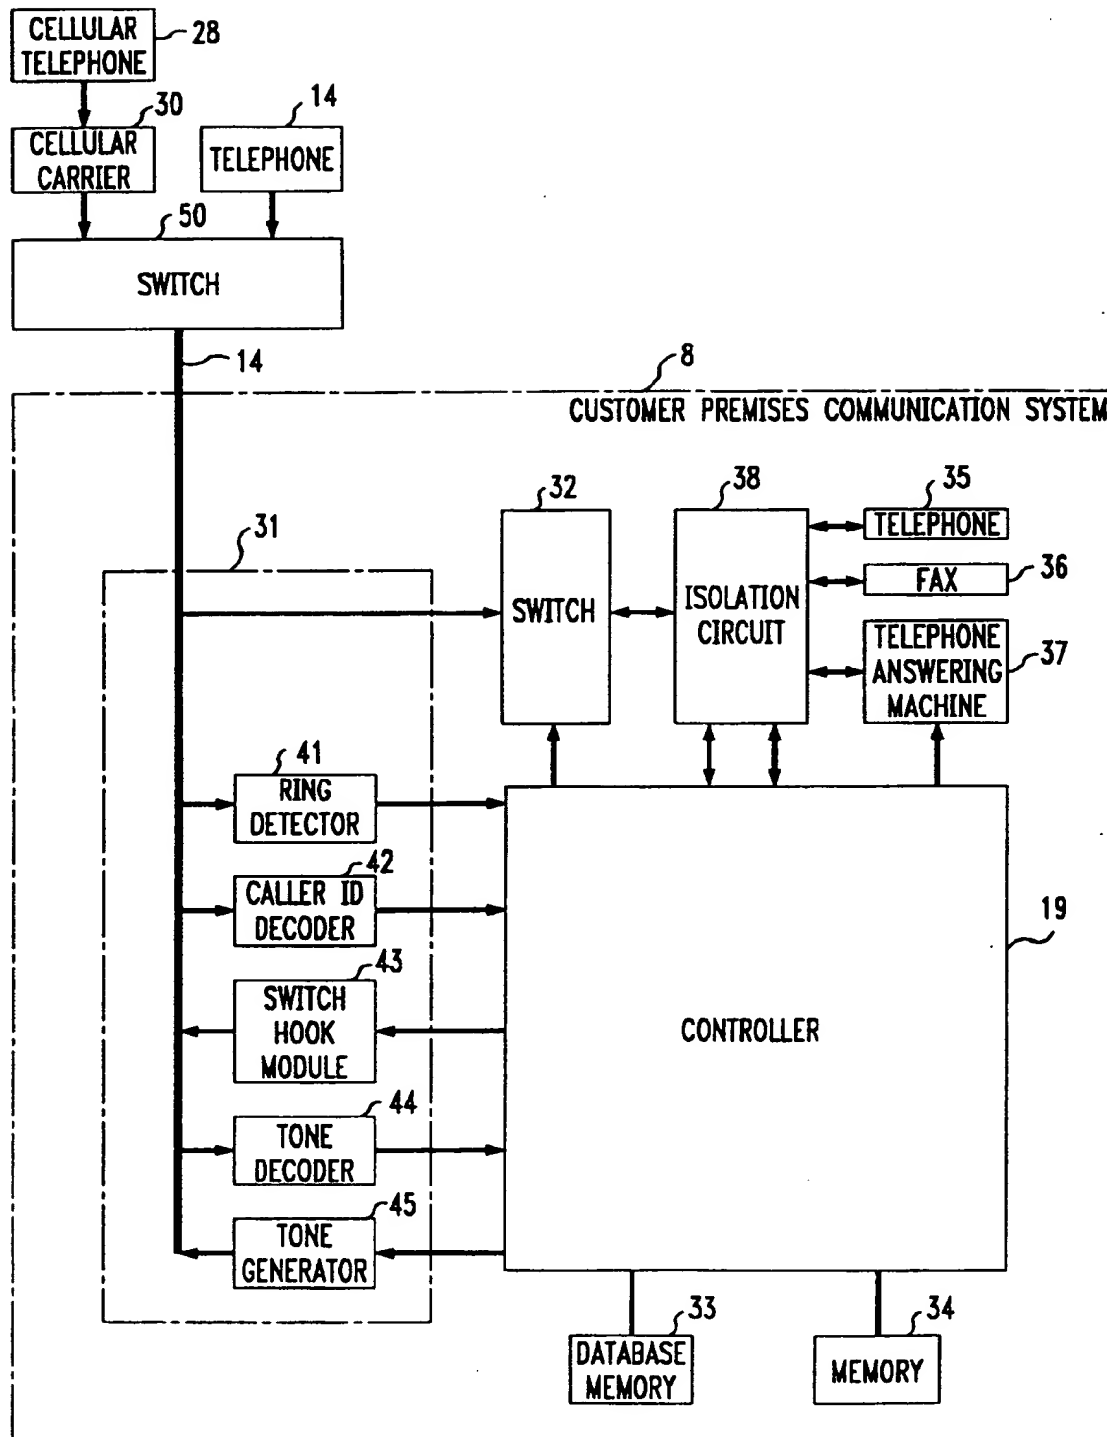 CELLULAR
TELEPHONE
28
30
14
CELLULAR
CARRIER
TELEPHONE
50
SWITCH
14
8
CUSTOMER PREMISES COMMUNICATION SYSTEM
31
32
38
35
TELEPHONE
FAX
36
SWITCH
ISOLATION
CIRCUIT
TELEPHONE
ANSWERING
MACHINE
37
41
RING
DETECTOR
42
CALLER ID
DECODER
19
43
SWITCH
HOOK
MODULE
CONTROLLER
44
TONE
DECODER
45
TONE
GENERATOR
33
34
DATABASE
MEMORY
MEMORY